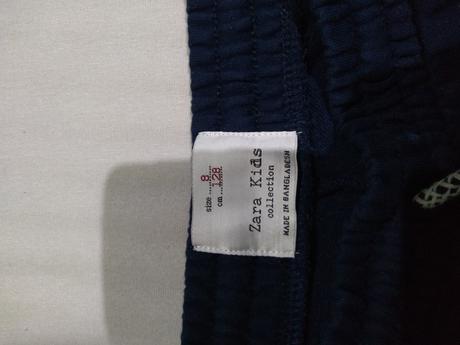 size ........8........
cm ........128........
Zara Kids
collection
MADE IN BANGLADESH